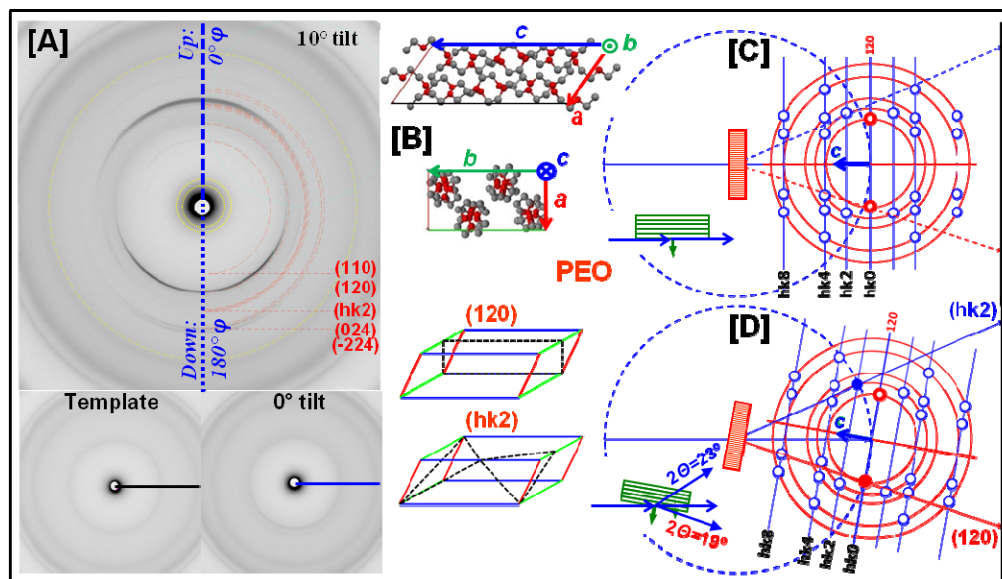 [A]
Up:
0° φ
10° tilt
(110)
(120)
(hk2)
(024)
(-224)
Down:
180° φ
Template
0° tilt
c
b
a
[B]
b
c
a
PEO
(120)
(hk2)
[C]
120
c
hk8
hk4
hk2
hk0
[D]
(hk2)
120
c
2Θ=23°
2Θ=19°
hk8
hk4
hk2
hk0
(120)